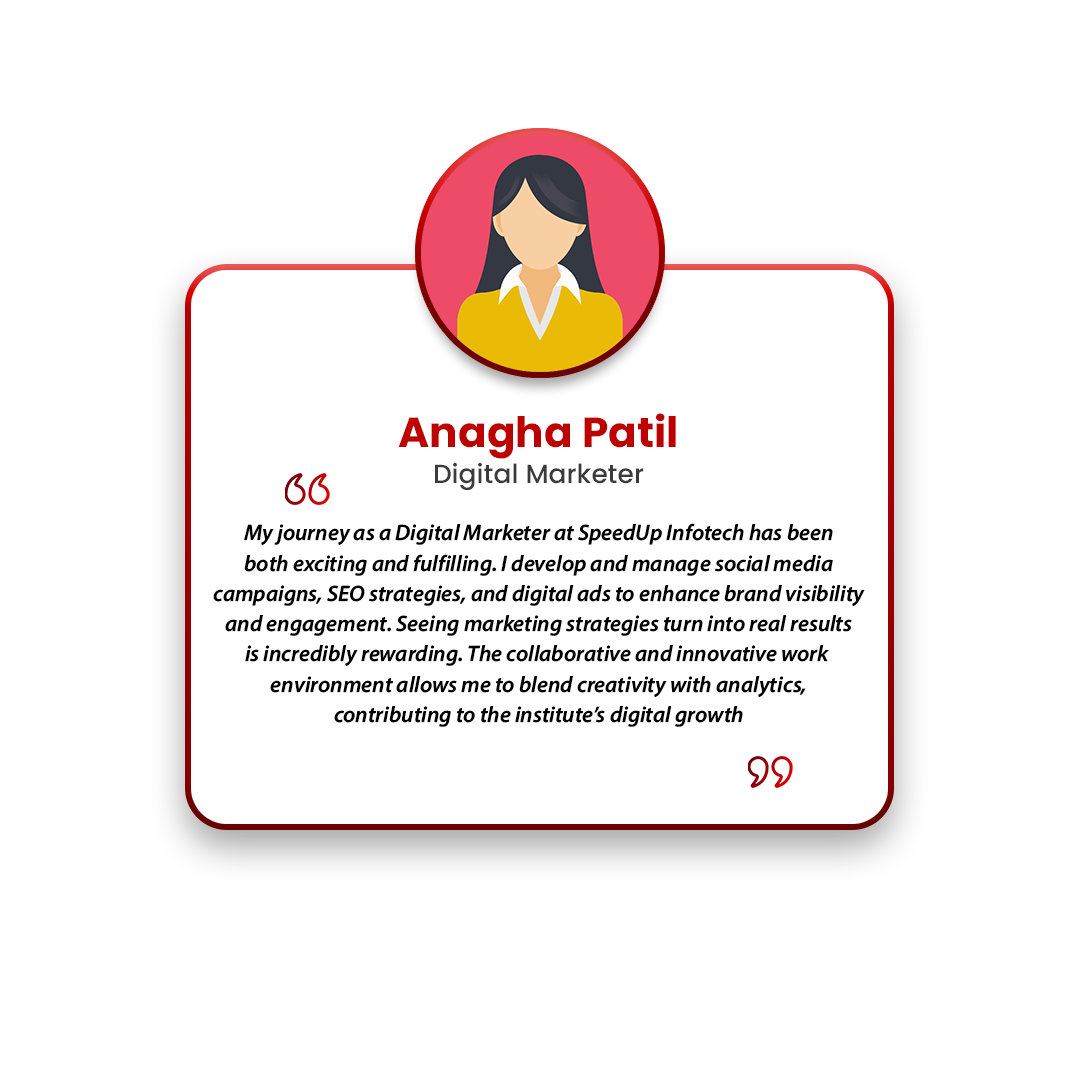 Anagha Patil
Digital Marketer
“
My journey as a Digital Marketer at SpeedUp Infotech has been
both exciting and fulfilling. I develop and manage social media
campaigns, SEO strategies, and digital ads to enhance brand visibility
and engagement. Seeing marketing strategies turn into real results
is incredibly rewarding. The collaborative and innovative work
environment allows me to blend creativity with analytics,
contributing to the institute’s digital growth
”